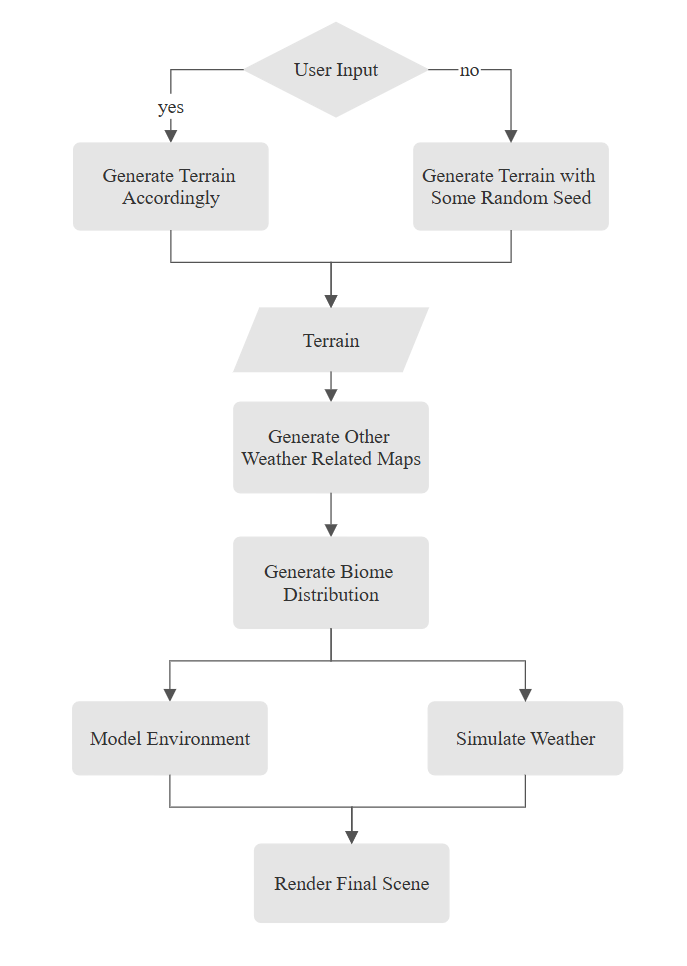 User Input
no
yes
Generate Terrain
Accordingly
Generate Terrain with
Some Random Seed
Terrain
Generate Other
Weather Related Maps
Generate Biome
Distribution
Model Environment
Simulate Weather
Render Final Scene